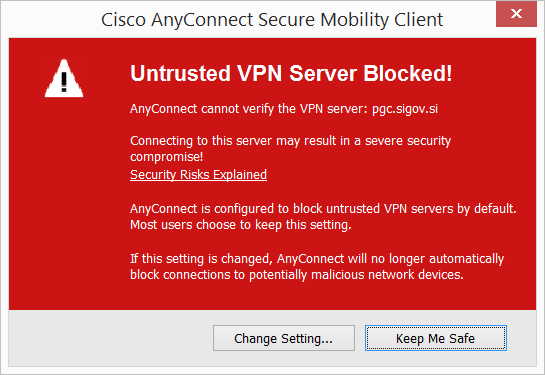 Cisco AnyConnect Secure Mobility Client
Untrusted VPN Server Blocked!
AnyConnect cannot verify the VPN server: pgc.sigov.si
Connecting to this server may result in a severe security
compromise!
Security Risks Explained
AnyConnect is configured to block untrusted VPN servers by default.
Most users choose to keep this setting.
If this setting is changed, AnyConnect will no longer automatically
block connections to potentially malicious network devices.
Change Setting...
Keep Me Safe